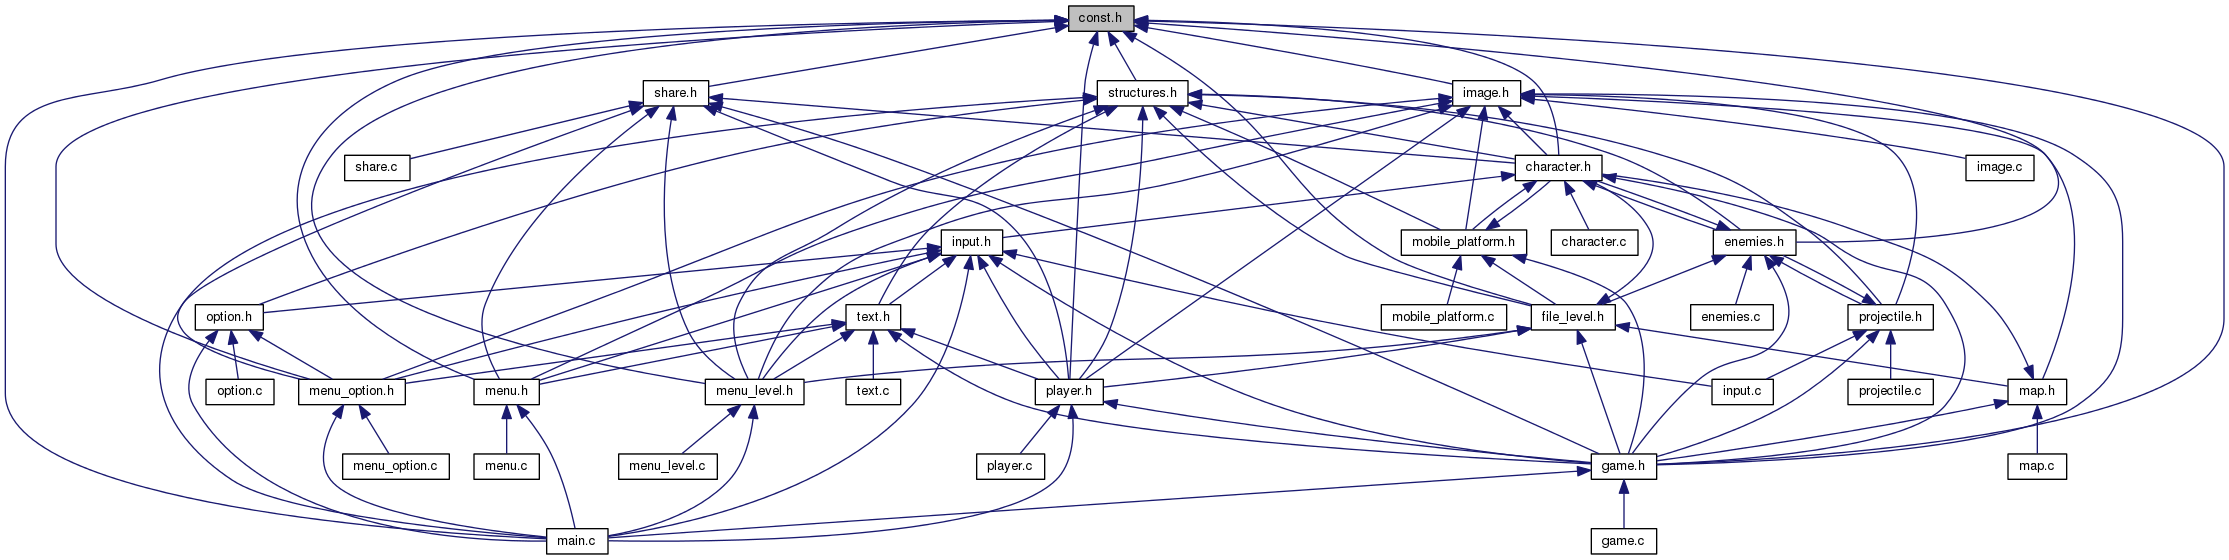 const.h
share.h
structures.h
image.h
share.c
character.h
image.c
input.h
mobile_platform.h
character.c
enemies.h
option.h
text.h
mobile_platform.c
file_level.h
enemies.c
projectile.h
option.c
menu_option.h
menu.h
menu_level.h
text.c
player.h
input.c
projectile.c
map.h
menu_option.c
menu.c
menu_level.c
player.c
game.h
map.c
main.c
game.c